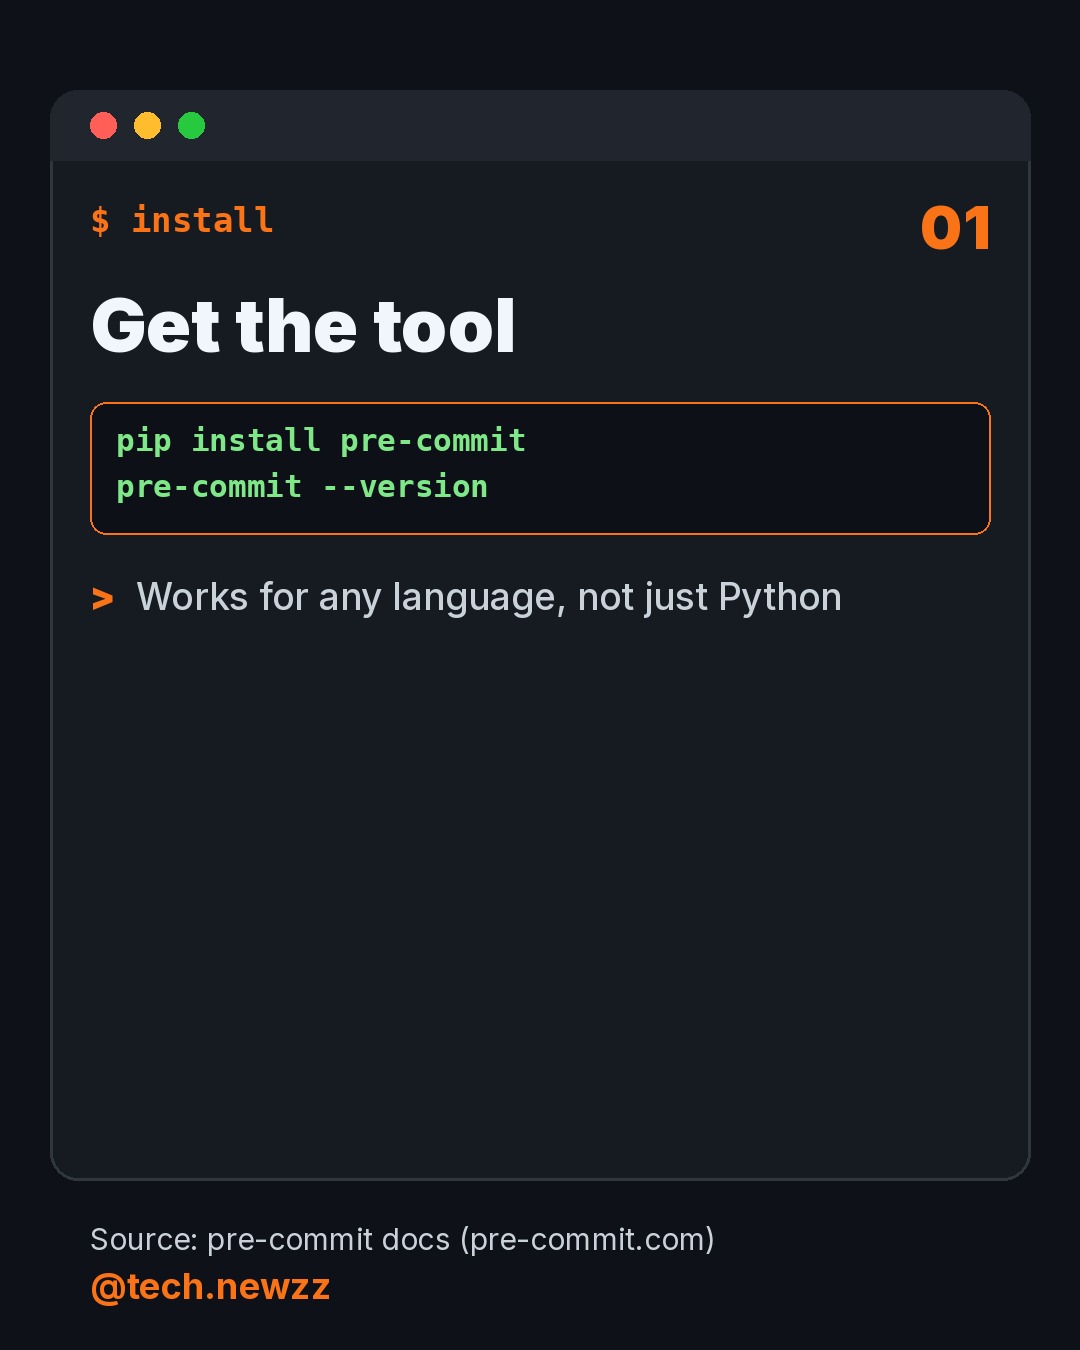 $ install
01
Get the tool
pip install pre-commit
pre-commit --version
> Works for any language, not just Python
Source: pre-commit docs (pre-commit.com)
@tech.newzz